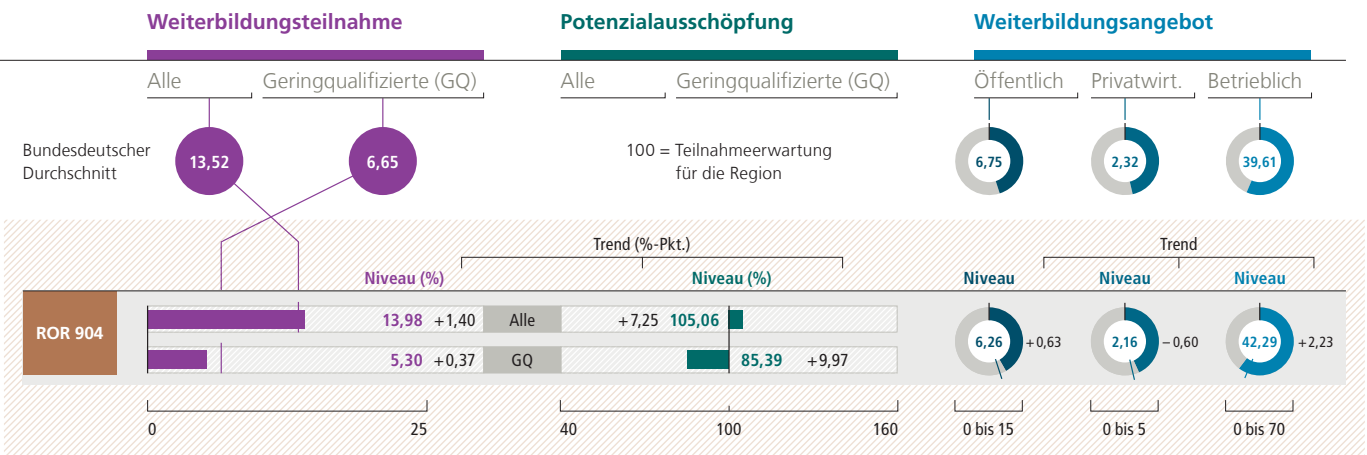 Weiterbildungsteilnahme Potenzialausschöpfung Weiterbildungsangebot
Alle Geringqualifizierte (GQ) Alle Geringqualifizierte (GQ) Öffentlich Privatwirt. Betrieblich
Bundesdeutscher
Durchschnitt
13,52 6,65
100 = Teilnahmeerwartung
für die Region
6,75 2,32 39,61
Trend (%-Pkt.) Trend
Niveau (%) Niveau (%) Niveau Niveau Niveau
ROR 904
13,98 +1,40 Alle +7,25 105,06
5,30 +0,37 GQ 85,39 +9,97
6,26 +0,63 2,16 –0,60 42,29 +2,23
0 25 40 100 160 0 bis 15 0 bis 5 0 bis 70